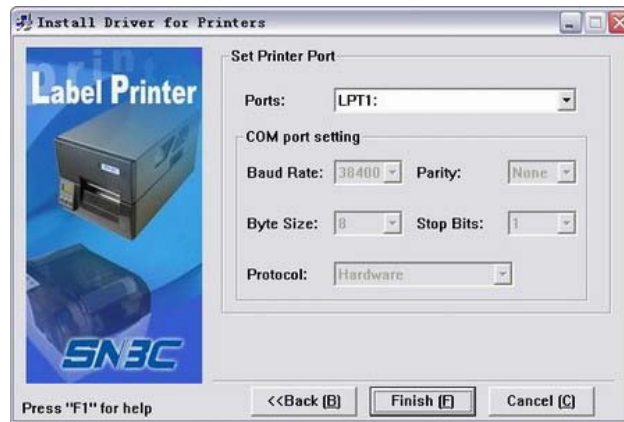 Install Driver for Printers
Label Printer
SNBC
Press "F1" for help
Set Printer Port
Ports: LPT1:
COM port setting
Baud Rate: 38400 Parity: None
Byte Size: 8 Stop Bits: 1
Protocol: Hardware
<<Back (B) Finish (F) Cancel (C)